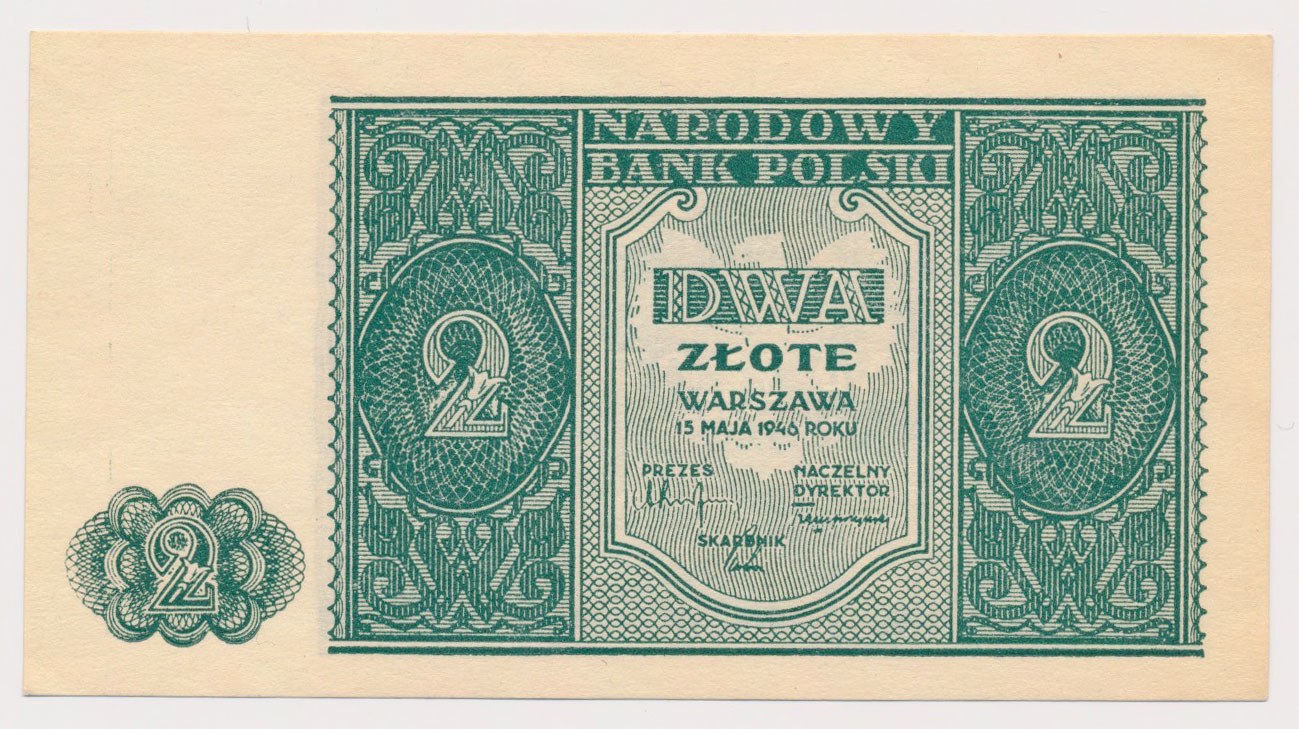 NARODOWY
BANK POLSKI
DWA
ZŁOTE
WARSZAWA
15 MAJA 1946 ROKU
PREZES
NACZELNY
DYREKTOR
SKARBNIK
2
2
2